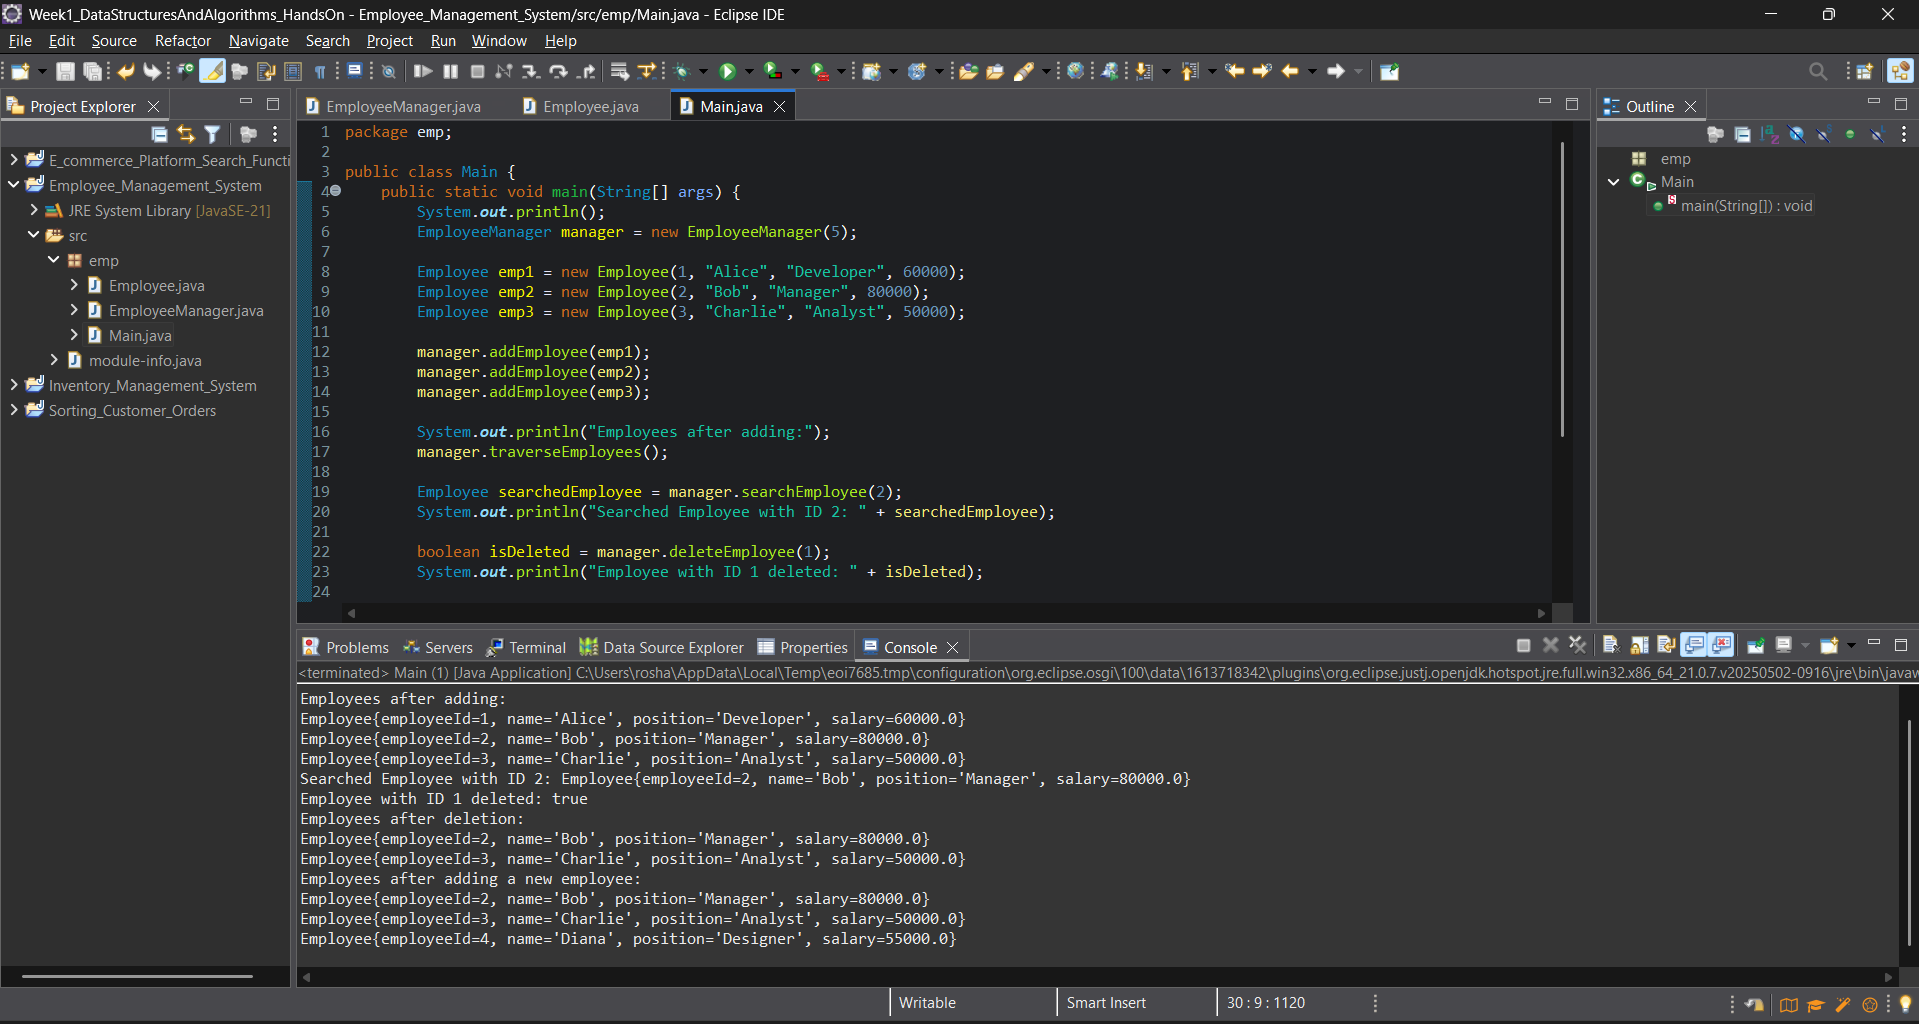 Week1_DataStructuresAndAlgorithms_HandsOn - Employee_Management_System/src/emp/Main.java - Eclipse IDE
File Edit Source Refactor Navigate Search Project Run Window Help
Project Explorer
E_commerce_Platform_Search_Functi
Employee_Management_System
JRE System Library [JavaSE-21]
src
emp
Employee.java
EmployeeManager.java
Main.java
module-info.java
Inventory_Management_System
Sorting_Customer_Orders
EmployeeManager.java Employee.java Main.java
1 package emp;
2
3 public class Main {
4 public static void main(String[] args) {
5 System.out.println();
6 EmployeeManager manager = new EmployeeManager(5);
7
8 Employee emp1 = new Employee(1, "Alice", "Developer", 60000);
9 Employee emp2 = new Employee(2, "Bob", "Manager", 80000);
10 Employee emp3 = new Employee(3, "Charlie", "Analyst", 50000);
11
12 manager.addEmployee(emp1);
13 manager.addEmployee(emp2);
14 manager.addEmployee(emp3);
15
16 System.out.println("Employees after adding:");
17 manager.traverseEmployees();
18
19 Employee searchedEmployee = manager.searchEmployee(2);
20 System.out.println("Searched Employee with ID 2: " + searchedEmployee);
21
22 boolean isDeleted = manager.deleteEmployee(1);
23 System.out.println("Employee with ID 1 deleted: " + isDeleted);
24
Outline
emp
Main
main(String[]) : void
Problems Servers Terminal Data Source Explorer Properties Console
<terminated> Main (1) [Java Application] C:\Users\rosha\AppData\Local\Temp\eoi7685.tmp\configuration\org.eclipse.osgi\100\data\1613718342\plugins\org.eclipse.justj.openjdk.hotspot.jre.full.win32.x86_64_21.0.7.v20250502-0916\jre\bin\javaw
Employees after adding:
Employee{employeeId=1, name='Alice', position='Developer', salary=60000.0}
Employee{employeeId=2, name='Bob', position='Manager', salary=80000.0}
Employee{employeeId=3, name='Charlie', position='Analyst', salary=50000.0}
Searched Employee with ID 2: Employee{employeeId=2, name='Bob', position='Manager', salary=80000.0}
Employee with ID 1 deleted: true
Employees after deletion:
Employee{employeeId=2, name='Bob', position='Manager', salary=80000.0}
Employee{employeeId=3, name='Charlie', position='Analyst', salary=50000.0}
Employees after adding a new employee:
Employee{employeeId=2, name='Bob', position='Manager', salary=80000.0}
Employee{employeeId=3, name='Charlie', position='Analyst', salary=50000.0}
Employee{employeeId=4, name='Diana', position='Designer', salary=55000.0}
Writable Smart Insert 30 : 9 : 1120